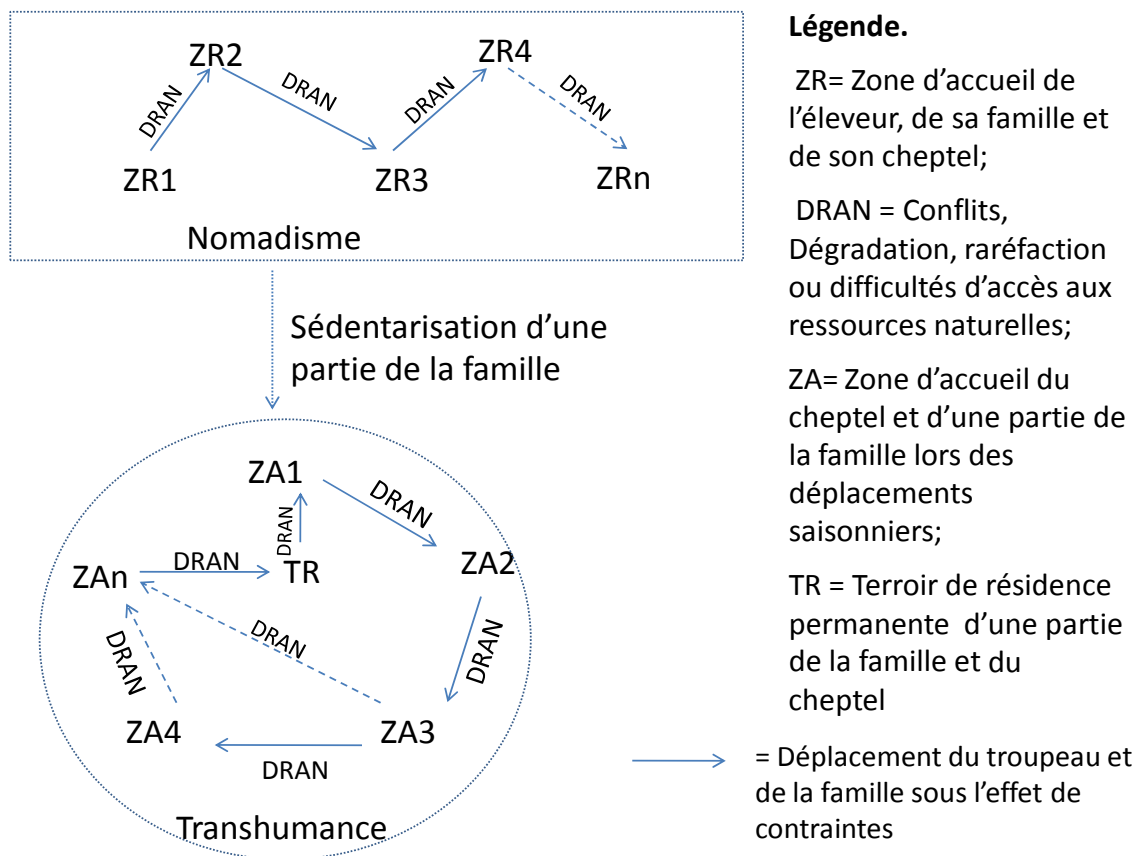 ZR2
ZR4
DRAN
DRAN
DRAN
DRAN
ZR1
ZR3
ZRn
Nomadisme
Sédentarisation d’une
partie de la famille
ZA1
DRAN
DRAN
DRAN
ZAn
TR
ZA2
DRAN
DRAN
DRAN
ZA4
ZA3
DRAN
Transhumance
Légende.
ZR= Zone d’accueil de
l’éleveur, de sa famille et
de son cheptel;
DRAN = Conflits,
Dégradation, raréfaction
ou difficultés d’accès aux
ressources naturelles;
ZA= Zone d’accueil du
cheptel et d’une partie de
la famille lors des
déplacements
saisonniers;
TR = Terroir de résidence
permanente d’une partie
de la famille et du
cheptel
= Déplacement du troupeau et
de la famille sous l’effet de
contraintes